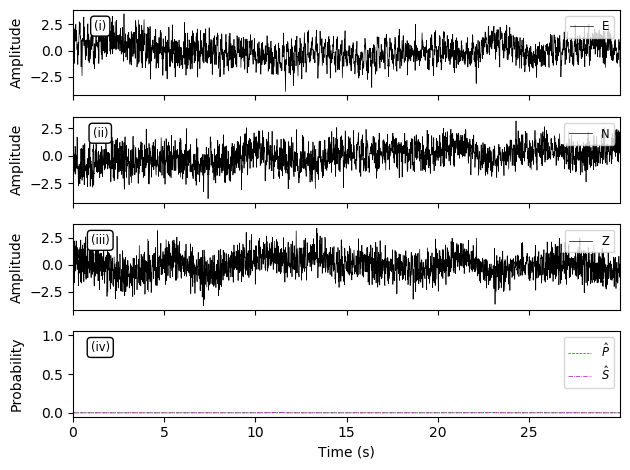 2.5
0.0
−2.5
Amplitude
(i)
E
2.5
0.0
−2.5
Amplitude
(ii)
N
2.5
0.0
−2.5
Amplitude
(iii)
Z
1.0
0.5
0.0
Probability
(iv)
P̂
Ŝ
0 5 10 15 20 25
Time (s)